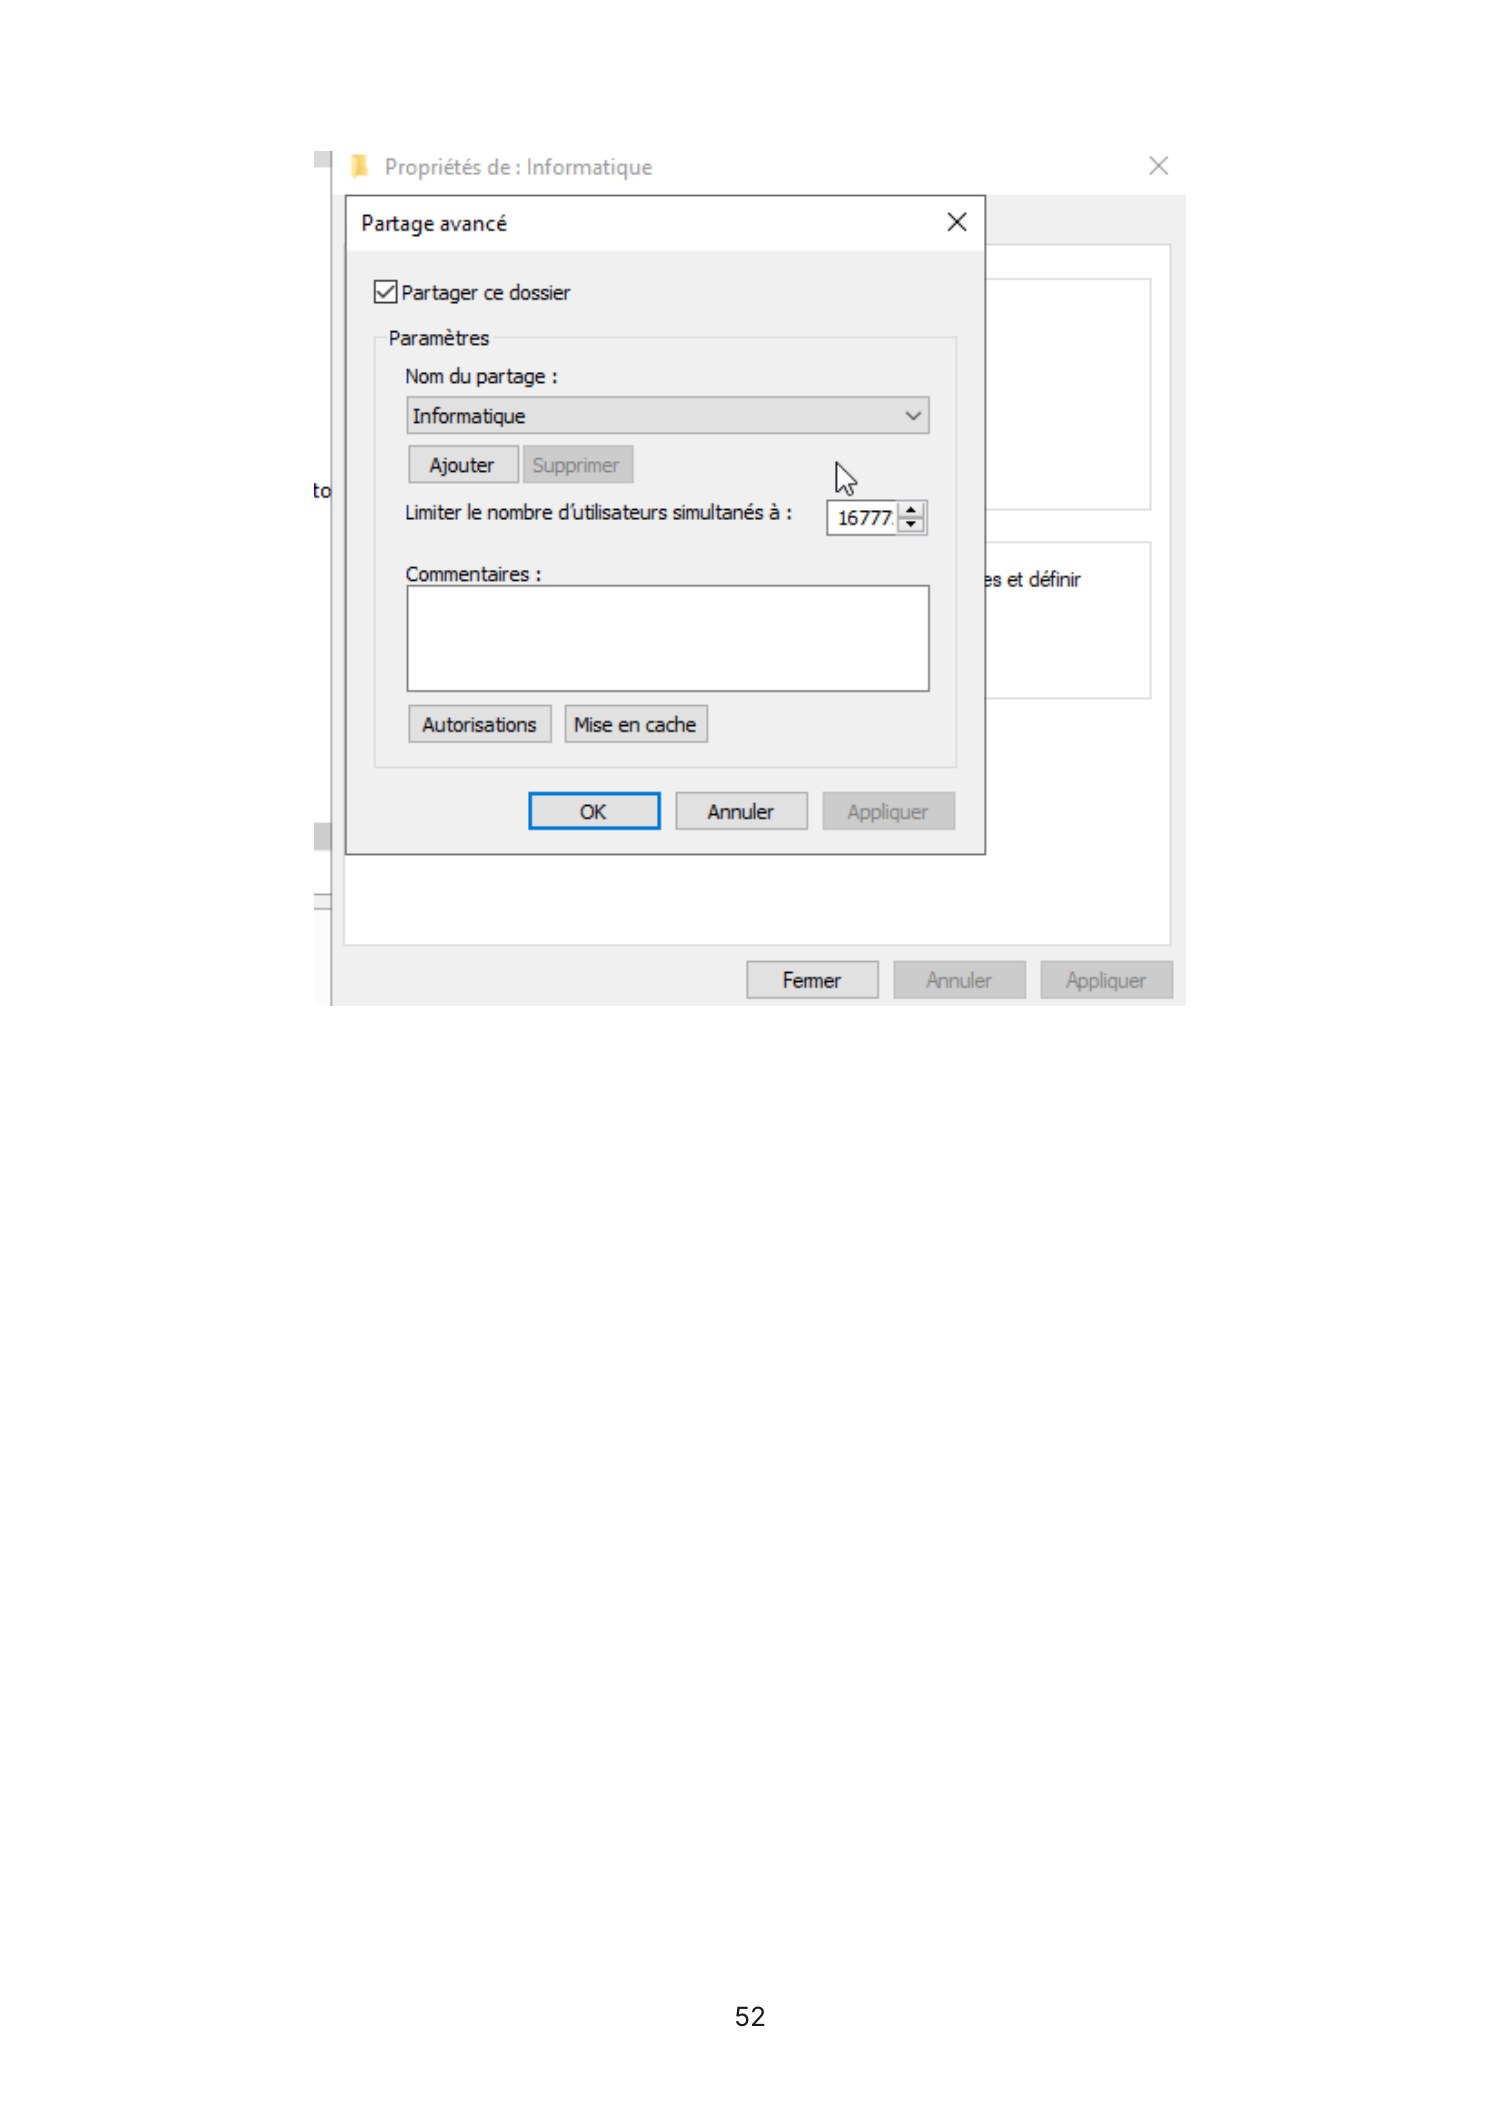 Propriétés de : Informatique
Partage avancé
Partager ce dossier
Paramètres
Nom du partage :
Informatique
Ajouter Supprimer
to
Limiter le nombre d'utilisateurs simultanés à : 16777
Commentaires :
es et définir
Autorisations Mise en cache
OK Annuler Appliquer
Fermer Annuler Appliquer
52